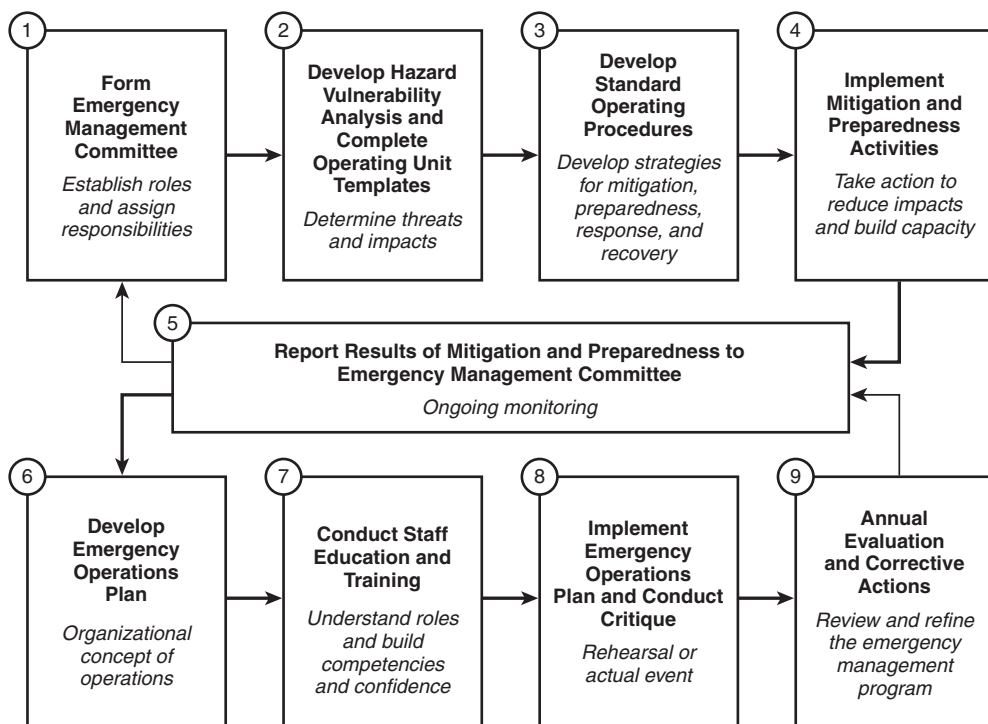 1
Form
Emergency
Management
Committee
Establish roles
and assign
responsibilities
2
Develop Hazard
Vulnerability
Analysis and
Complete
Operating Unit
Templates
Determine threats
and impacts
3
Develop
Standard
Operating
Procedures
Develop strategies
for mitigation,
preparedness,
response, and
recovery
4
Implement
Mitigation and
Preparedness
Activities
Take action to
reduce impacts
and build capacity
5
Report Results of Mitigation and Preparedness to
Emergency Management Committee
Ongoing monitoring
6
Develop
Emergency
Operations
Plan
Organizational
concept of
operations
7
Conduct Staff
Education and
Training
Understand roles
and build
competencies
and confidence
8
Implement
Emergency
Operations
Plan and Conduct
Critique
Rehearsal or
actual event
9
Annual
Evaluation
and Corrective
Actions
Review and refine
the emergency
management
program